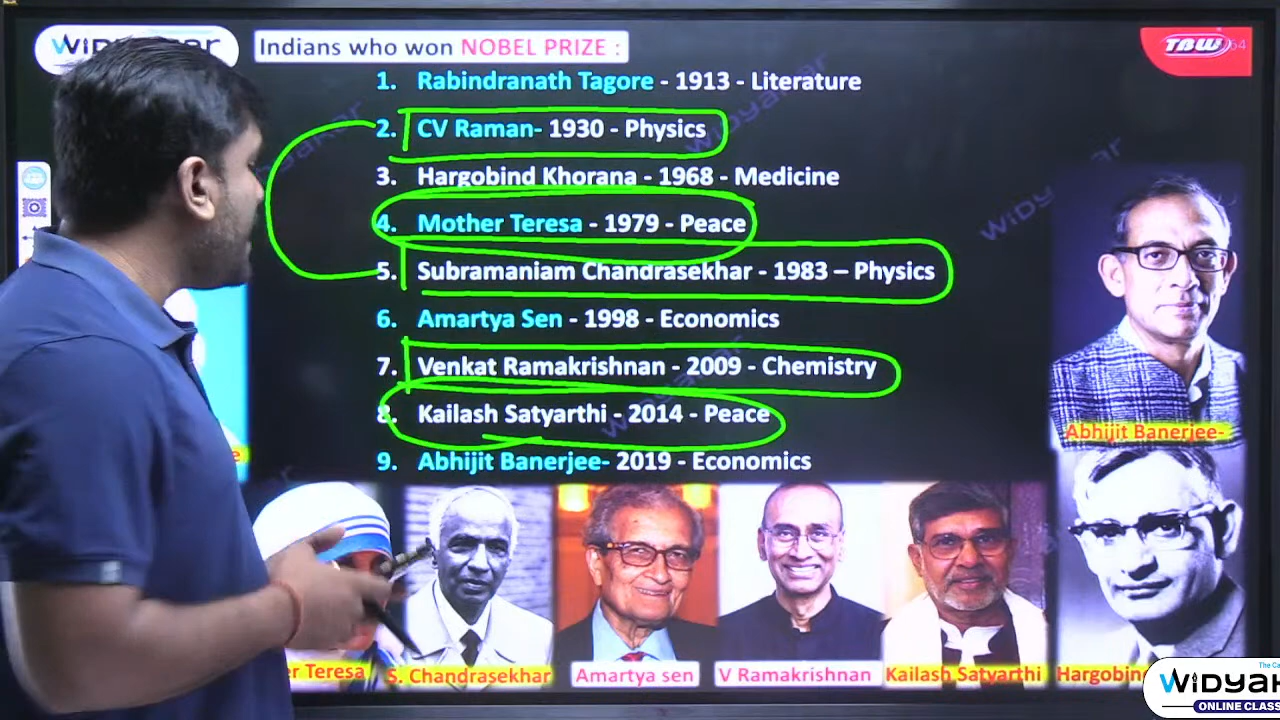 Indians who won NOBEL PRIZE :
TBW
1. Rabindranath Tagore - 1913 - Literature
2. CV Raman- 1930 - Physics
3. Hargobind Khorana - 1968 - Medicine
4. Mother Teresa - 1979 - Peace
5. Subramaniam Chandrasekhar - 1983 – Physics
6. Amartya Sen - 1998 - Economics
7. Venkat Ramakrishnan - 2009 - Chemistry
8. Kailash Satyarthi - 2014 - Peace
9. Abhijit Banerjee- 2019 - Economics
Abhijit Banerjee-
Teresa
S. Chandrasekhar
Amartya sen
V Ramakrishnan
Kailash Satyarthi
widyakar
ONLINE CLASS